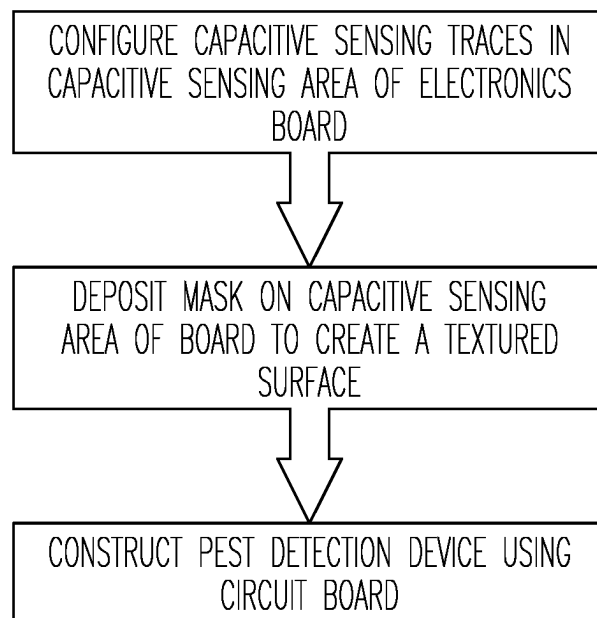 CONFIGURE CAPACITIVE SENSING TRACES IN
CAPACITIVE SENSING AREA OF ELECTRONICS
BOARD
DEPOSIT MASK ON CAPACITIVE SENSING
AREA OF BOARD TO CREATE A TEXTURED
SURFACE
CONSTRUCT PEST DETECTION DEVICE USING
CIRCUIT BOARD